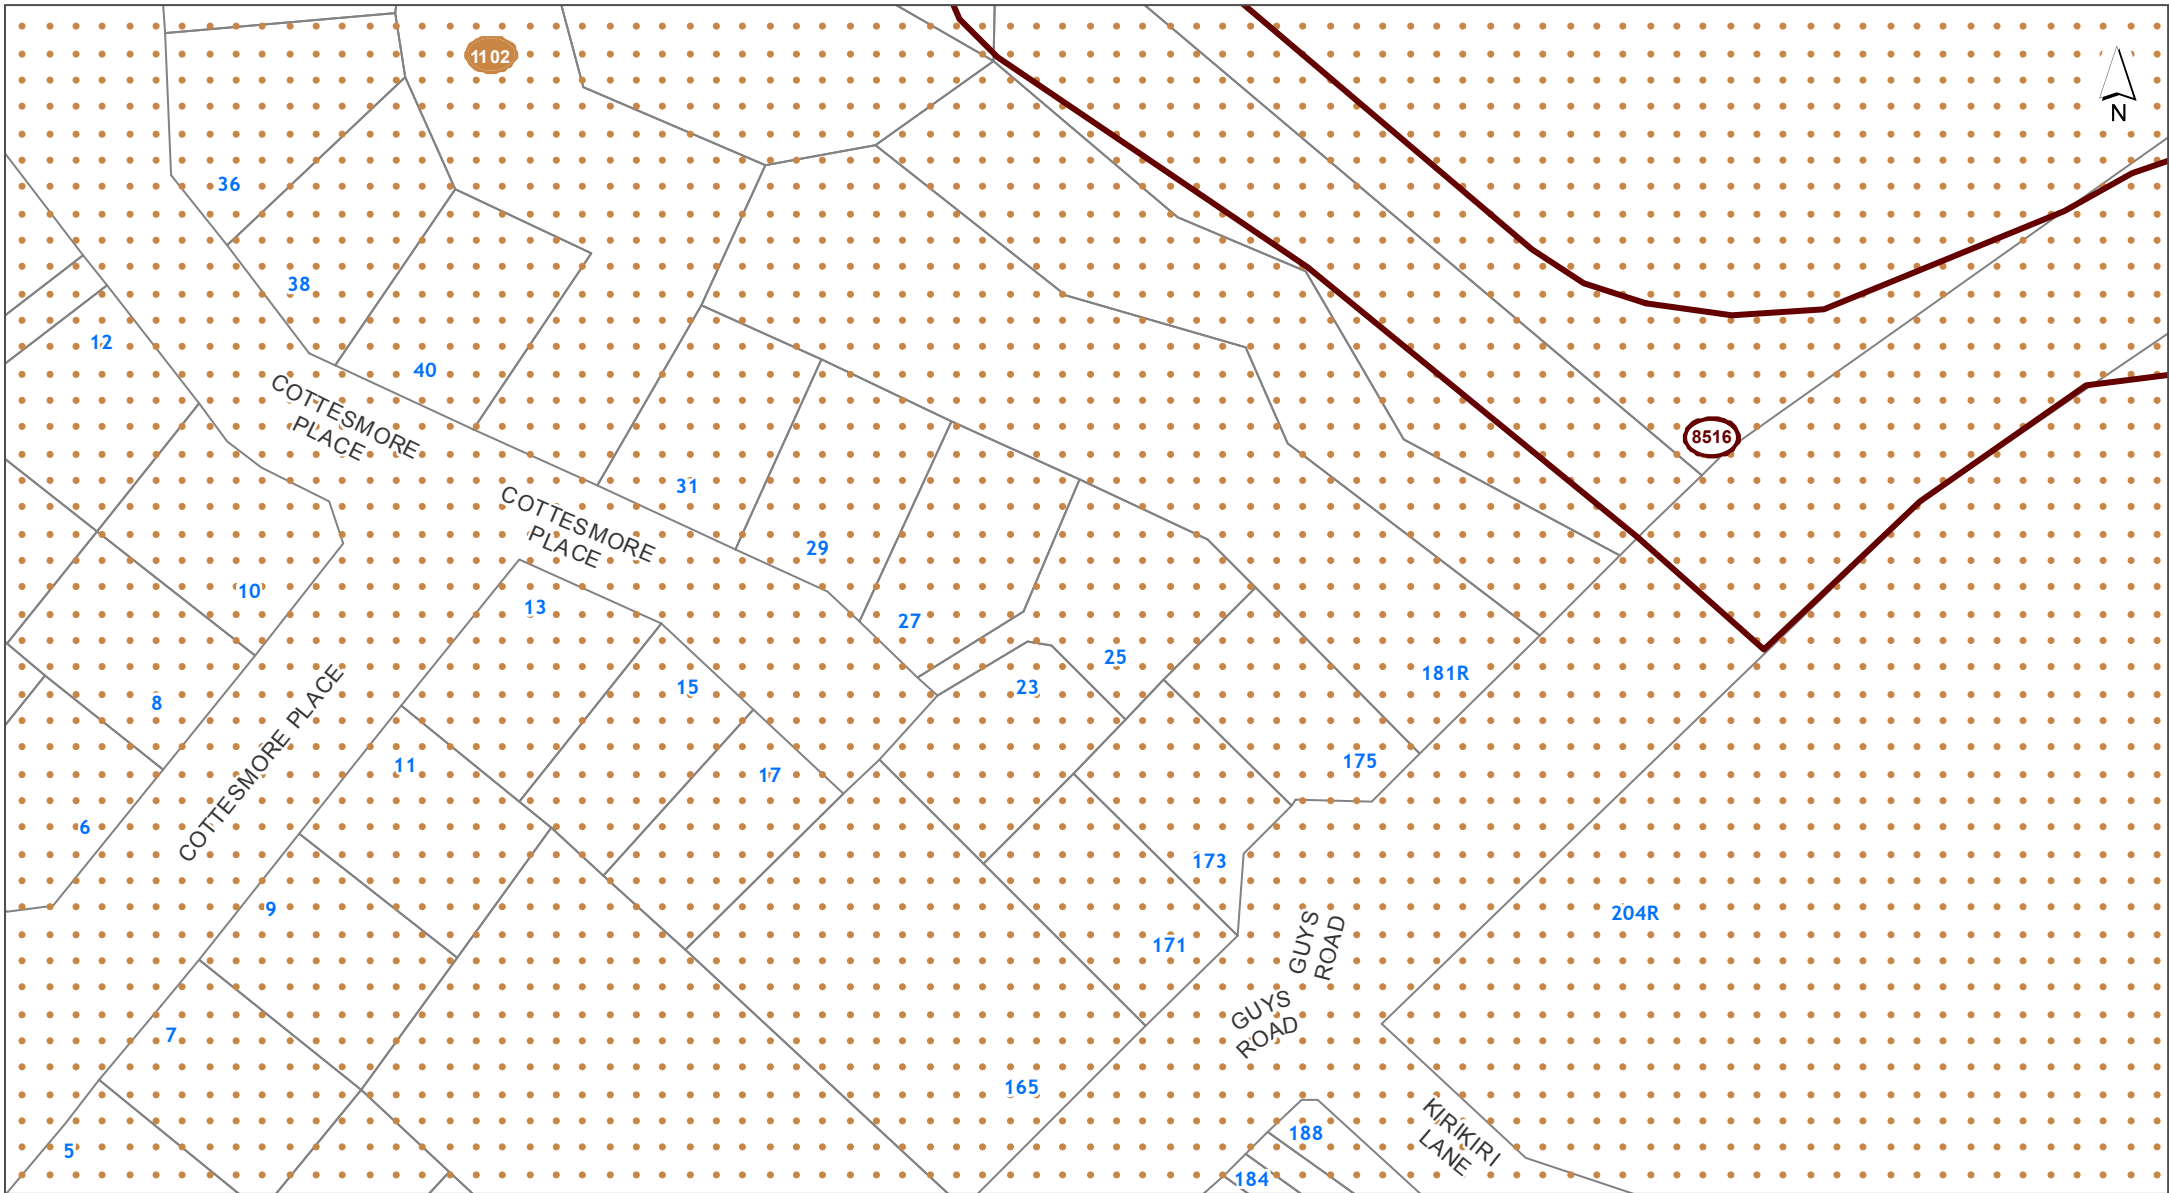 1102
N
36
38
12
40
COTTESMORE
PLACE
8516
31
COTTESMORE
PLACE
29
10
13
27
25
181R
23
15
8
COTTESMORE PLACE
175
11
17
6
173
9
204R
171
GUYS
ROAD
GUYS
ROAD
7
165
KIRIKIRI
LANE
188
5
184